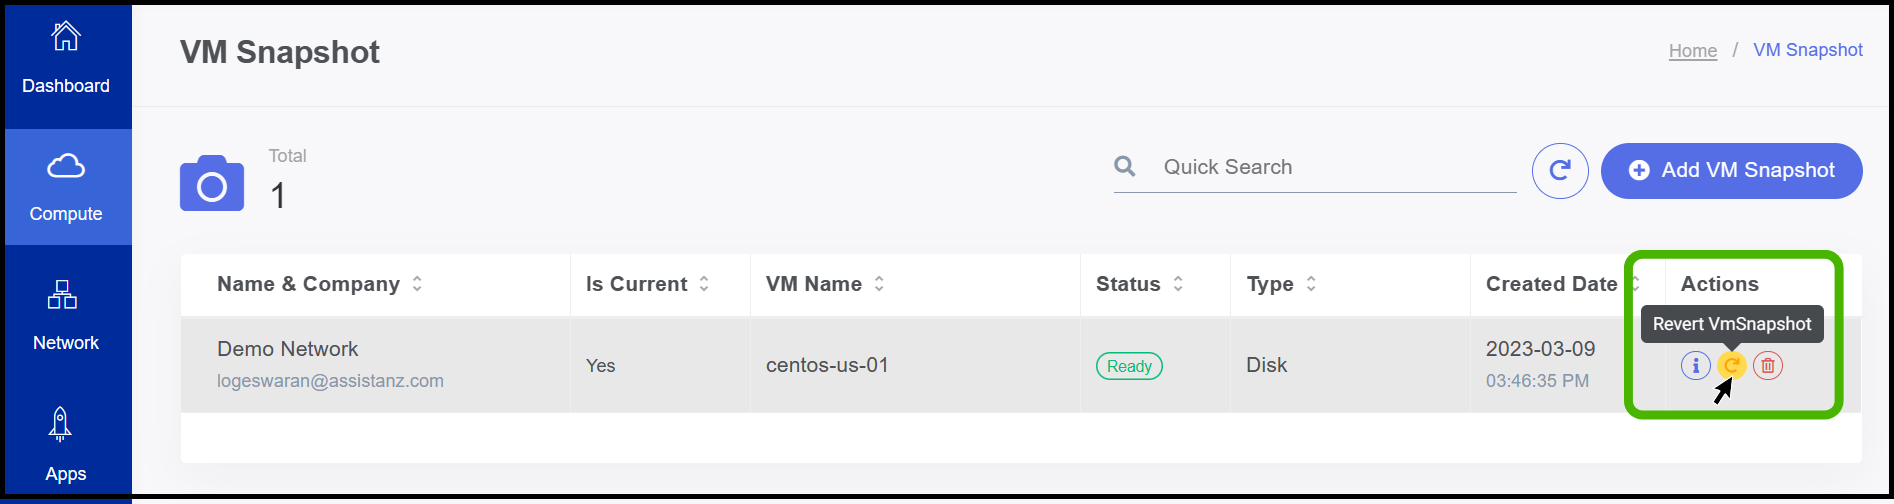 Dashboard
Compute
Network
Apps
VM Snapshot
Home / VM Snapshot
Total
1
Quick Search
Add VM Snapshot
Name & Company
Is Current
VM Name
Status
Type
Created Date
Actions
Revert VmSnapshot
Demo Network
logeswaran@assistanz.com
Yes
centos-us-01
Ready
Disk
2023-03-09
03:46:35 PM